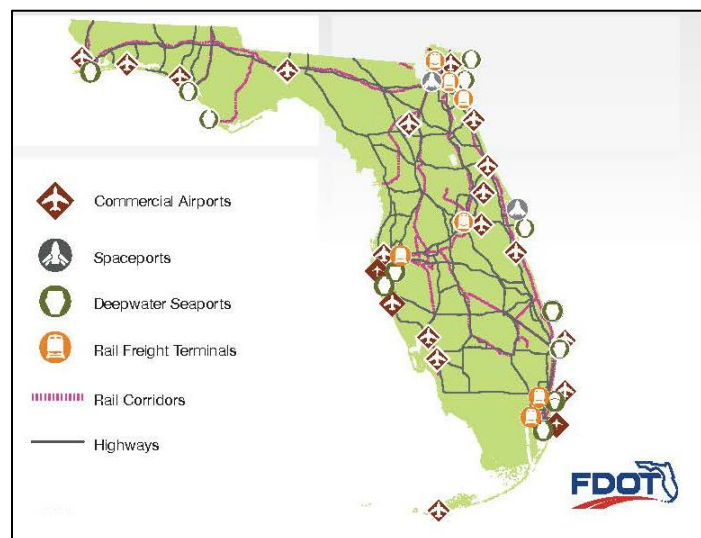 Commercial Airports
Spaceports
Deepwater Seaports
Rail Freight Terminals
Rail Corridors
Highways
FDOT